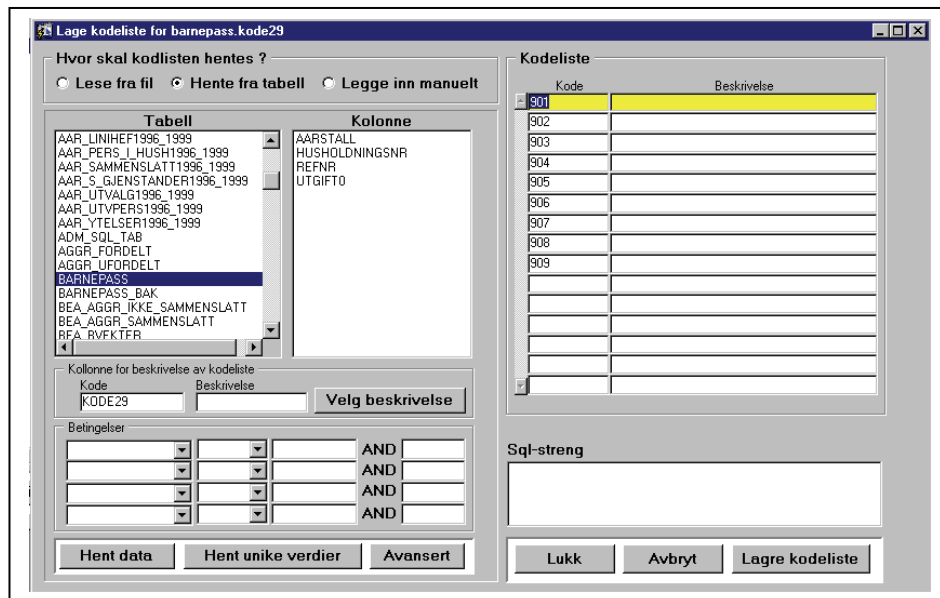 Lage kodeliste for barnepass.kode29
Hvor skal kodlisten hentes ?
Lese fra fil Hente fra tabell Legge inn manuelt
Tabell
AAR_LINIHEF1996_1999
AAR_PERS_I_HUSH1996_1999
AAR_SAMMENSLATT1996_1999
AAR_S_GJENSTANDER1996_1999
AAR_UTVALG1996_1999
AAR_UTVPERS1996_1999
AAR_YTELSER1996_1999
ADM_SQL_TAB
AGGR_FORDELT
AGGR_UFORDELT
BARNEPASS
BARNEPASS_BAK
BEA_AGGR_IKKE_SAMMENSLATT
BEA_AGGR_SAMMENSLATT
BEA_BVEKTER
Kolonne
AARSTALL
HUSHOLDNINGSNR
REFNR
UTGIFT0
Kollonne for beskrivelse av kodeliste
Kode Beskrivelse
KODE29
Velg beskrivelse
Betingelser
AND
AND
AND
AND
Hent data Hent unike verdier Avansert
Kodeliste
Kode Beskrivelse
901
902
903
904
905
906
907
908
909
Sql-streng
Lukk Avbryt Lagre kodeliste